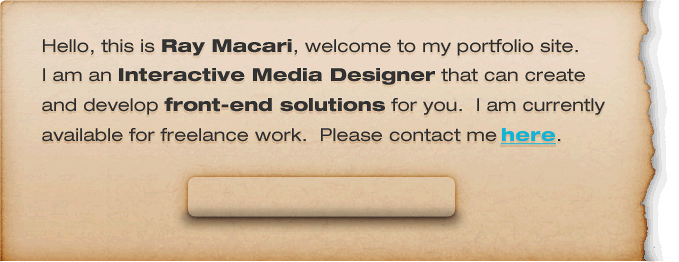 Hello, this is Ray Macari, welcome to my portfolio site.
I am an Interactive Media Designer that can create
and develop front-end solutions for you.  I am currently
available for freelance work.  Please contact me here.